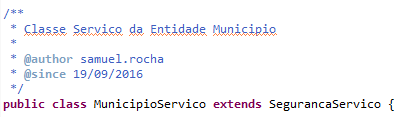 /**
 * Classe Servico da Entidade Municipio
 *
 * @author samuel.rocha
 * @since 19/09/2016
 */
public class MunicipioServico extends SegurancaServico {